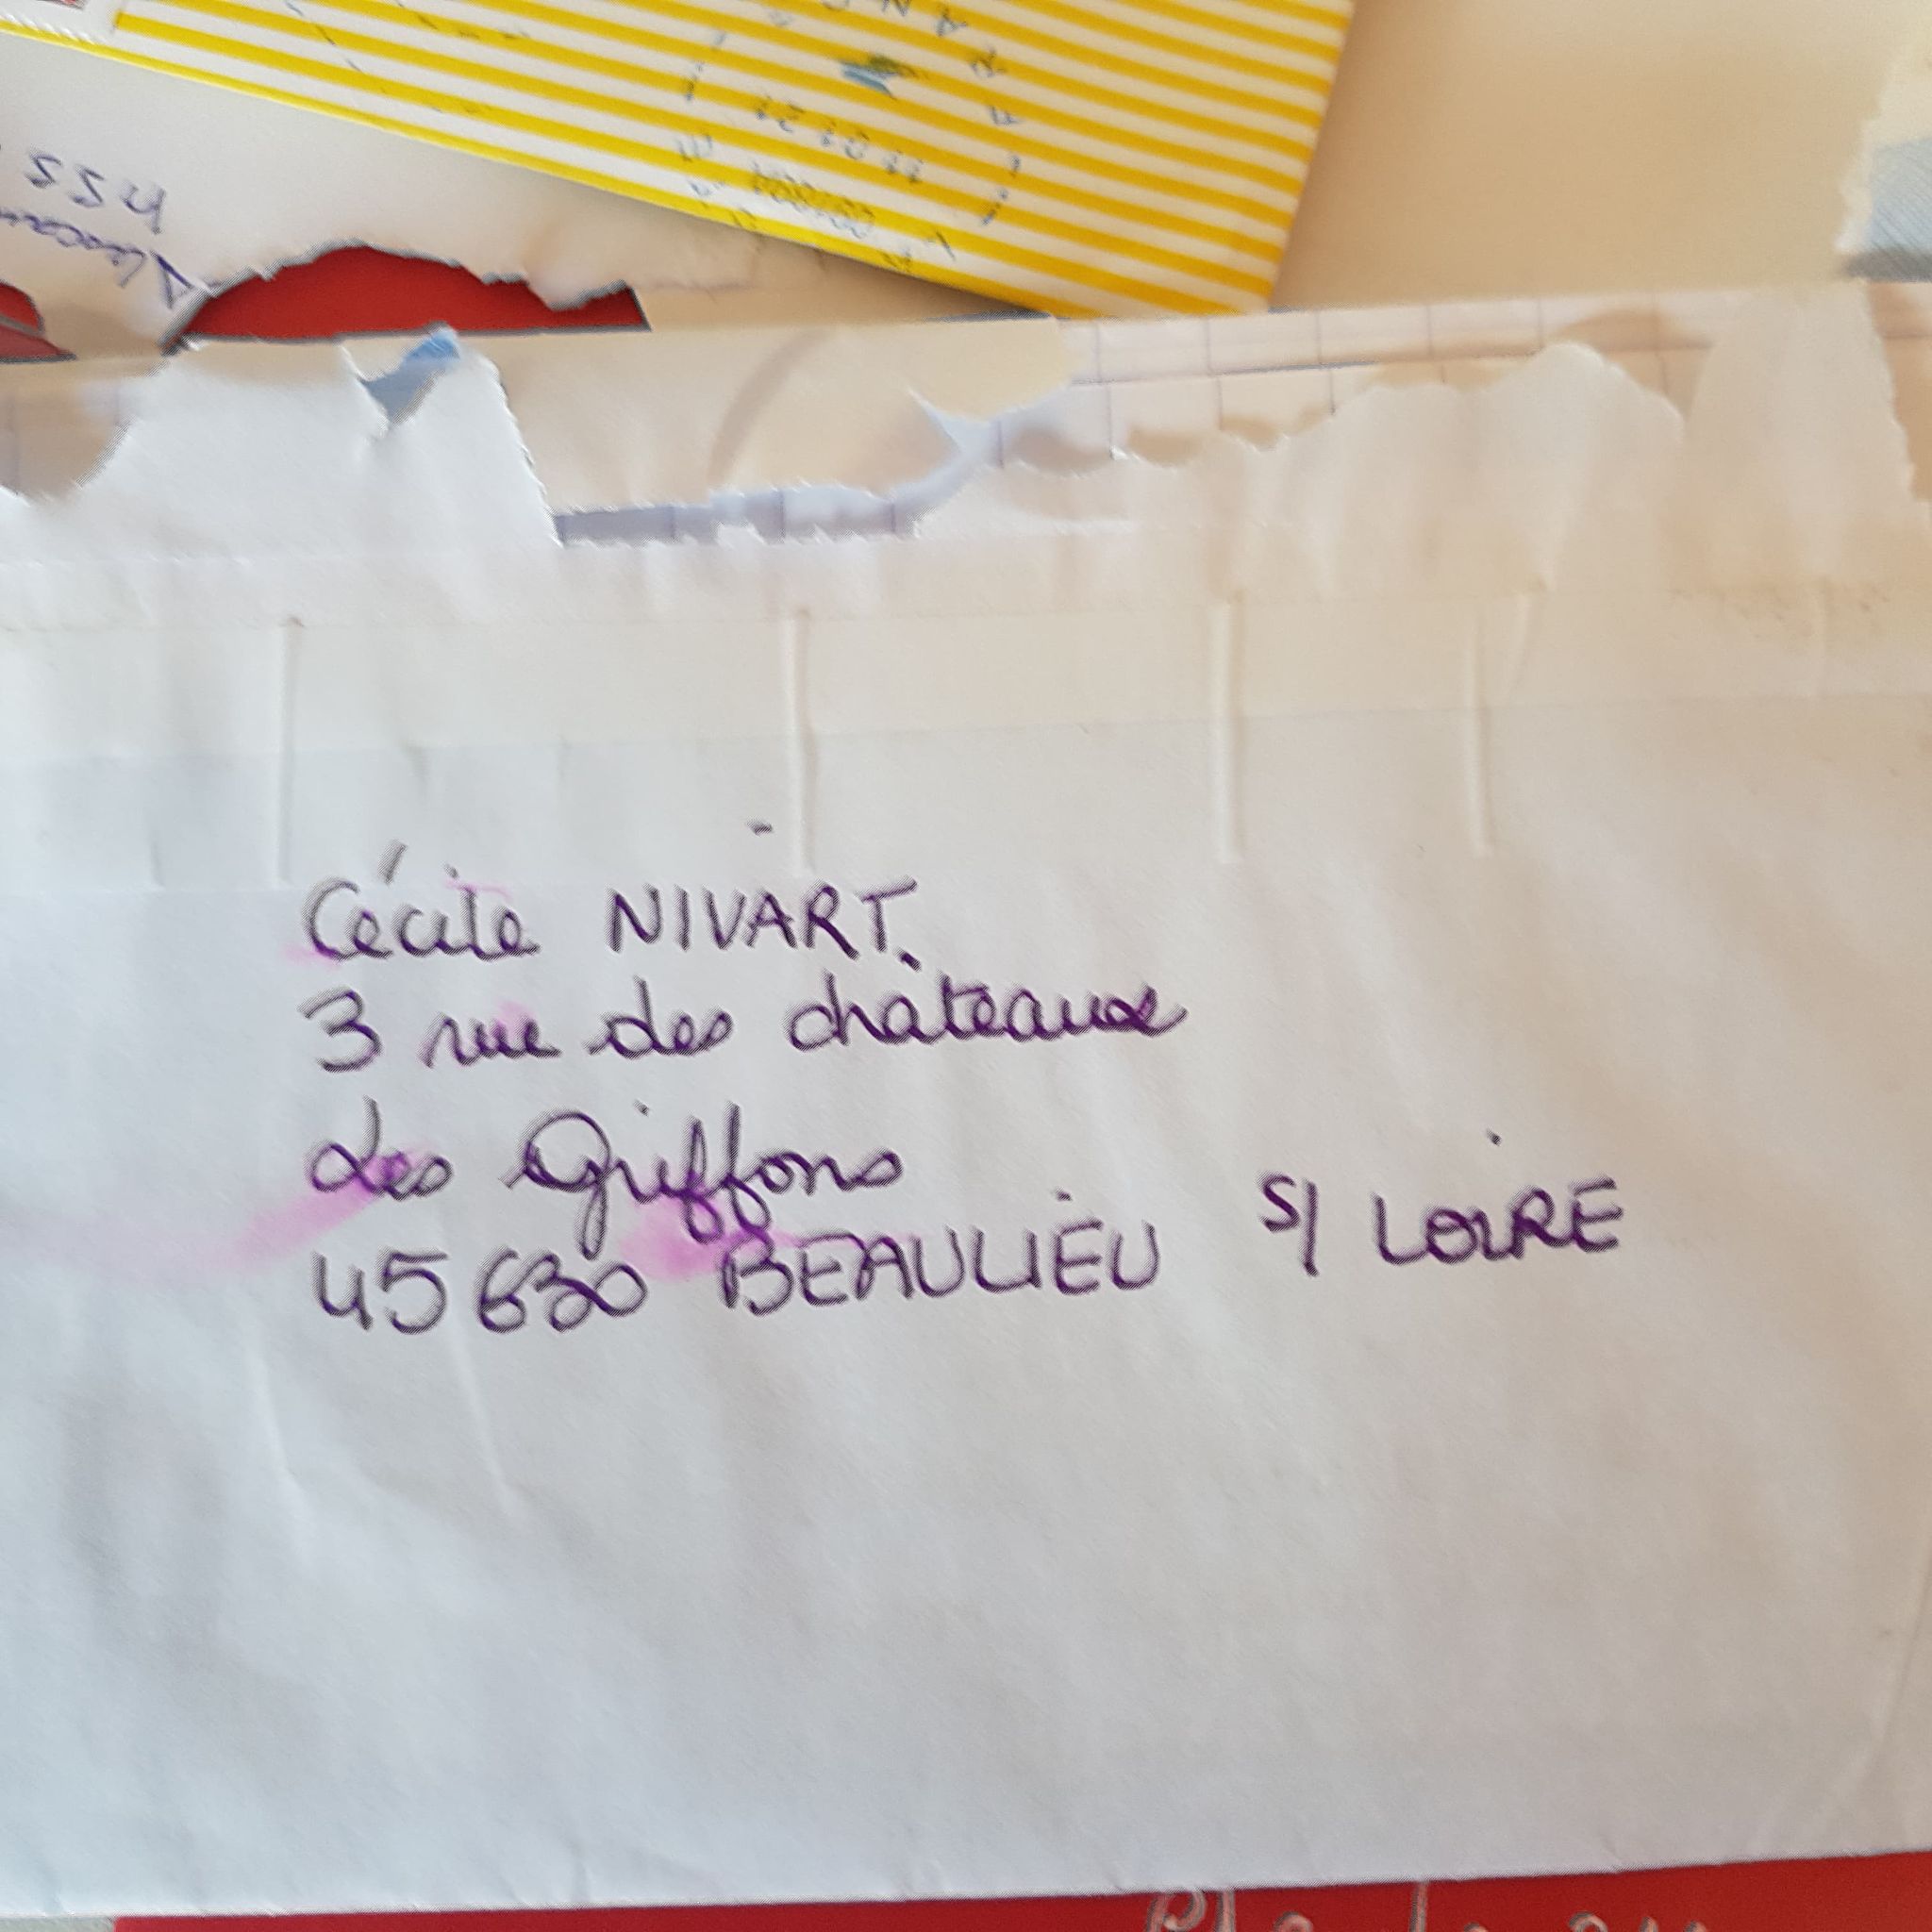 Cécile NIVART.
3 rue des châteaux
des Griffons
45630 BEAULIEU S/ LOIRE